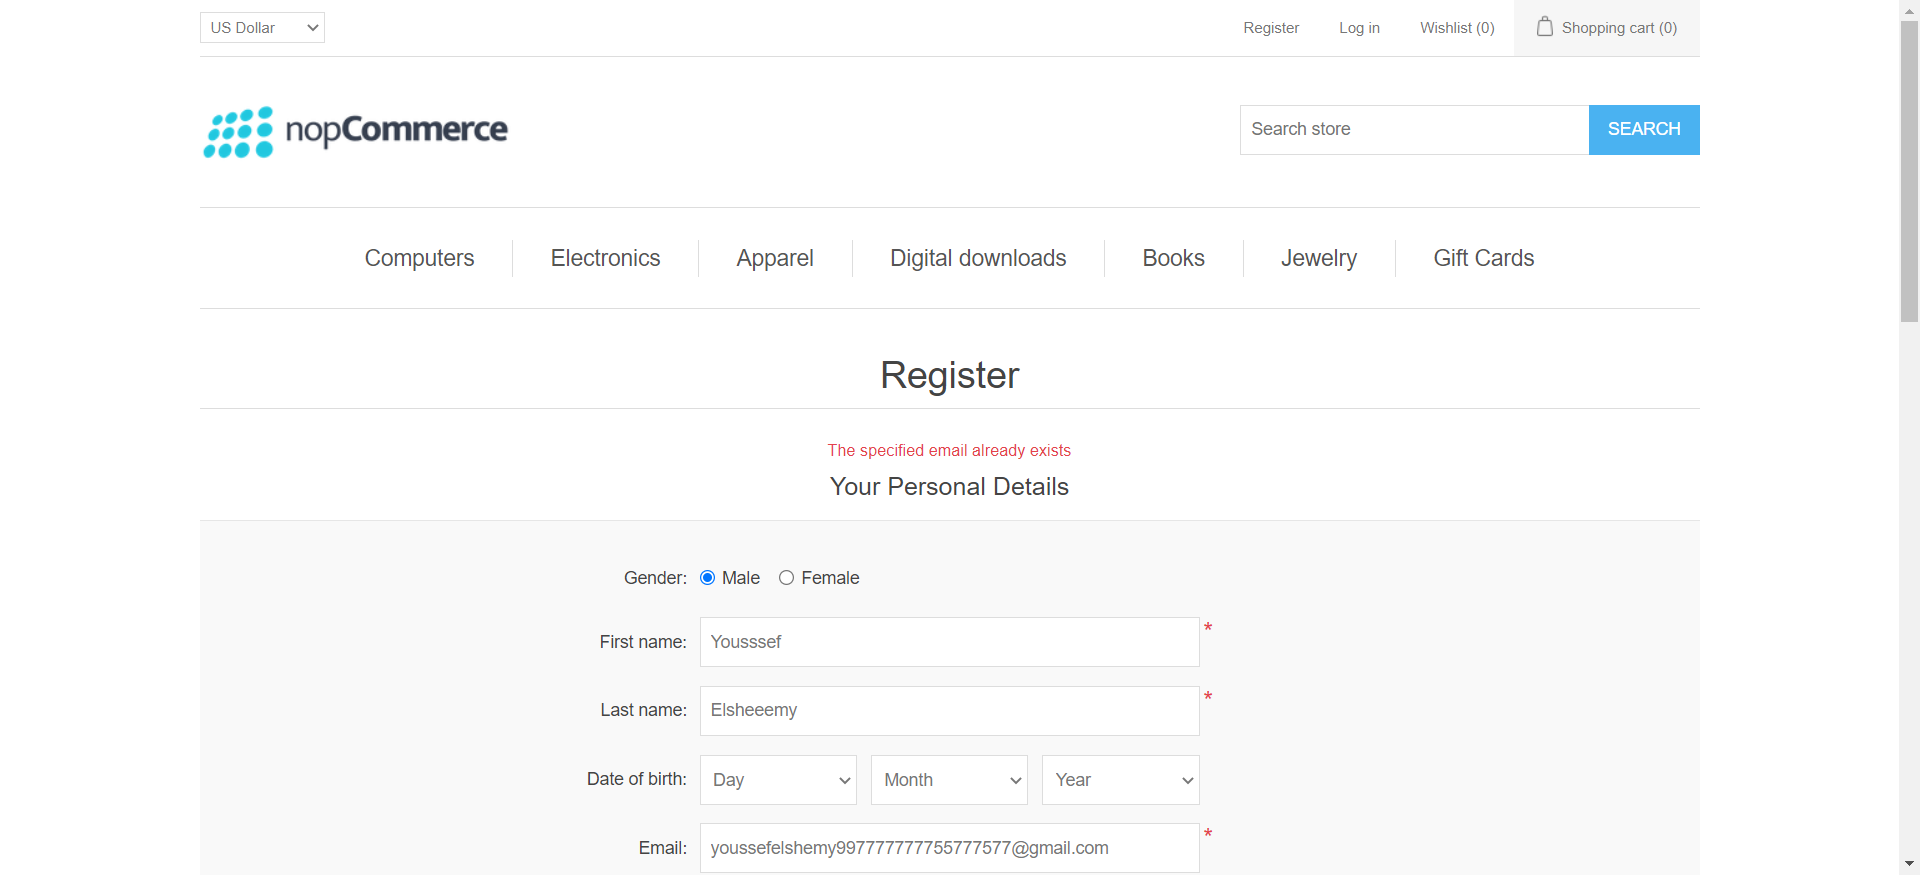 US Dollar
Register
Log in
Wishlist (0)
Shopping cart (0)
nopCommerce
Search store
SEARCH
Computers
Electronics
Apparel
Digital downloads
Books
Jewelry
Gift Cards
Register
The specified email already exists
Your Personal Details
Gender: Male Female
First name: Yousssef *
Last name: Elsheeemy *
Date of birth: Day Month Year
Email: youssefelshemy997777777755777577@gmail.com *